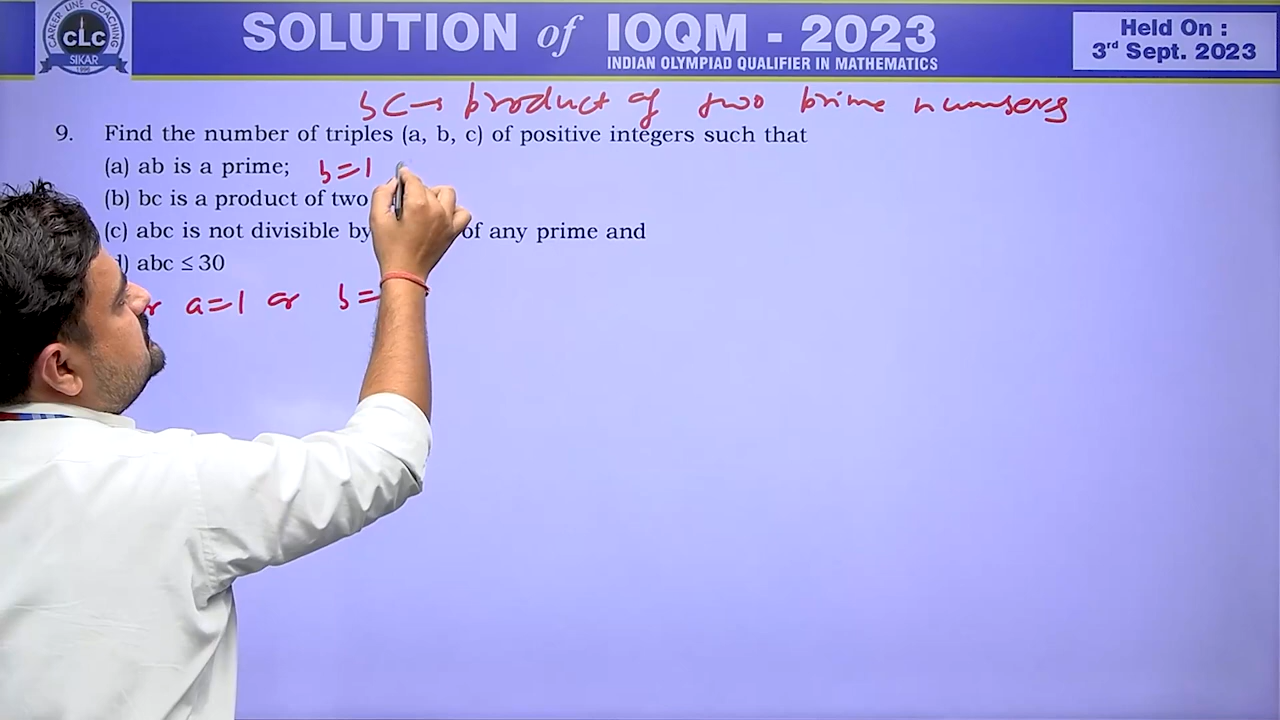 CAREER LINE COACHING
CLC
SIKAR
1996
SOLUTION of IOQM - 2023
INDIAN OLYMPIAD QUALIFIER IN MATHEMATICS
Held On :
3rd Sept. 2023
bc → product of two prime numbers
9. Find the number of triples (a, b, c) of positive integers such that
(a) ab is a prime; b=1
(b) bc is a product of two
(c) abc is not divisible by of any prime and
d) abc ≤ 30
a=1 or b=